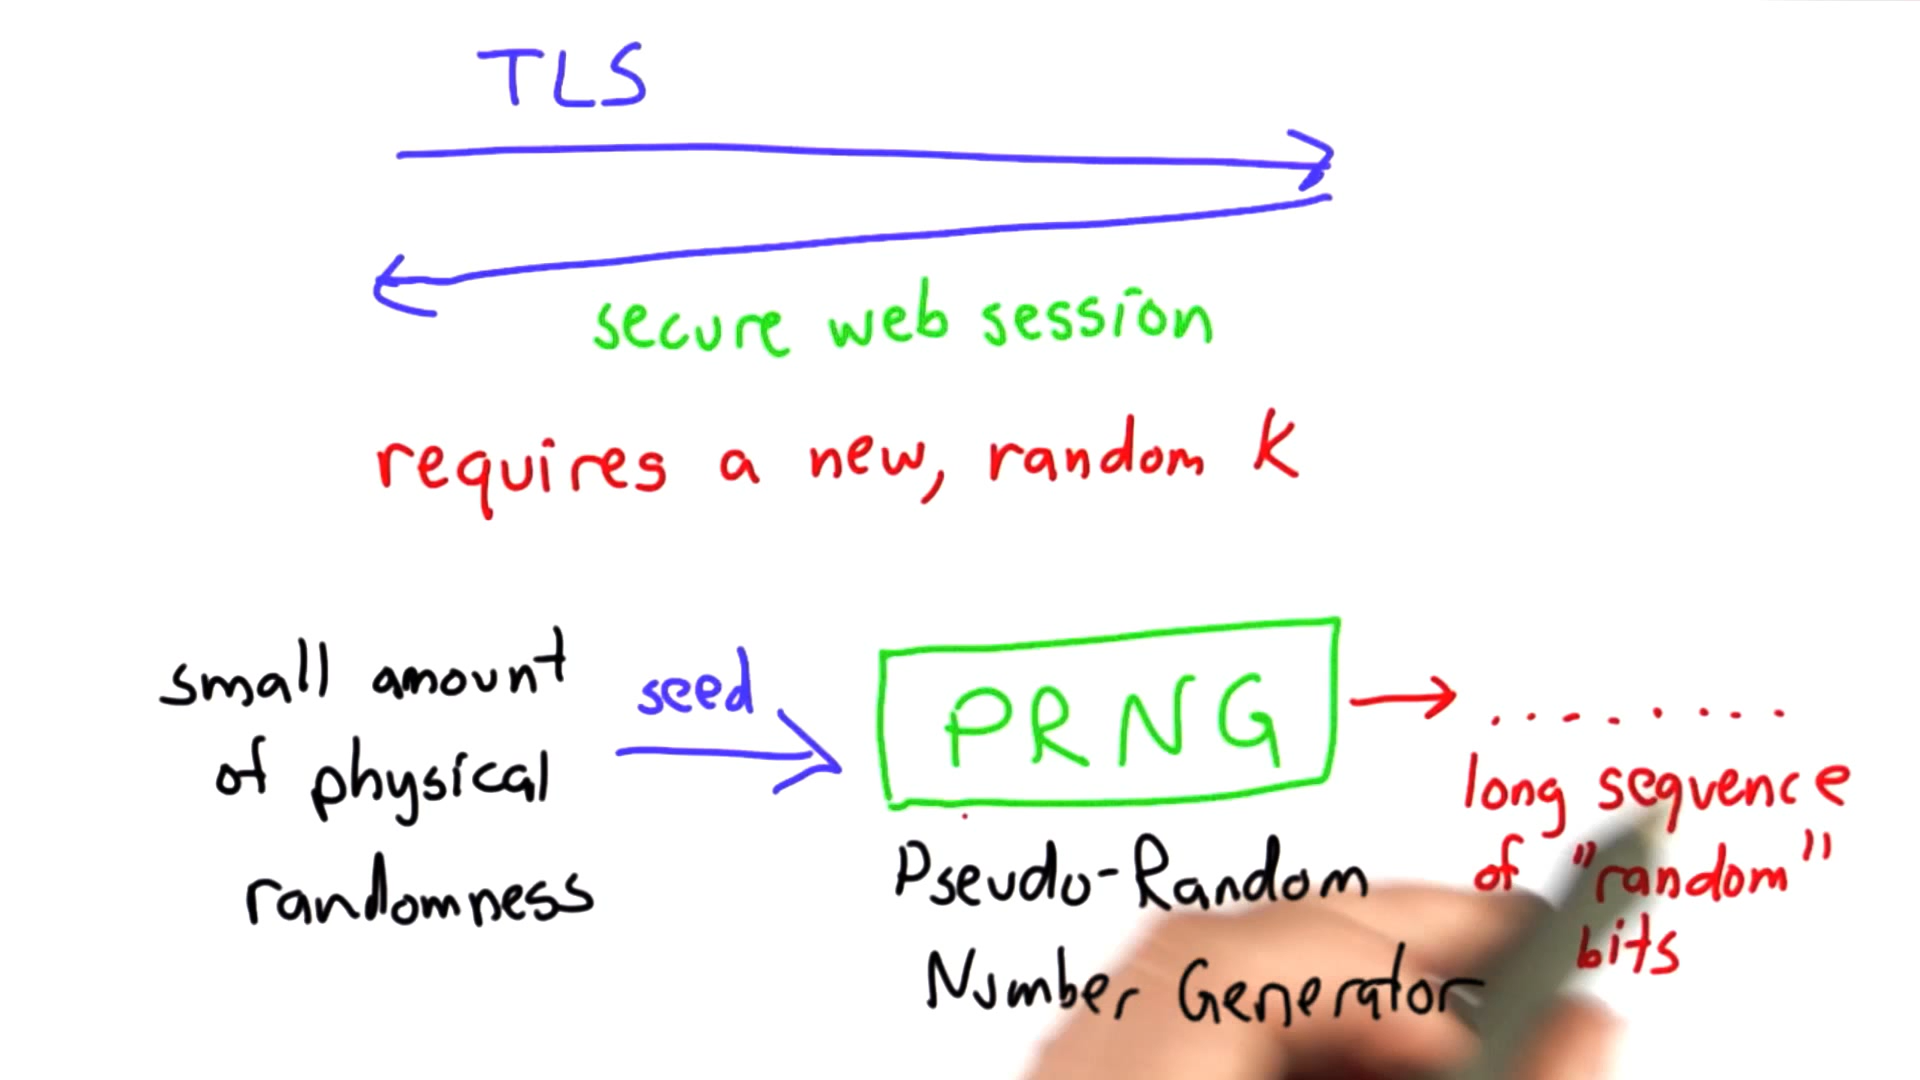 TLS
secure web session
requires a new, random K
small amount
of physical
randomness
seed
PRNG
Pseudo-Random
Number Generator
long sequence
of "random"
bits